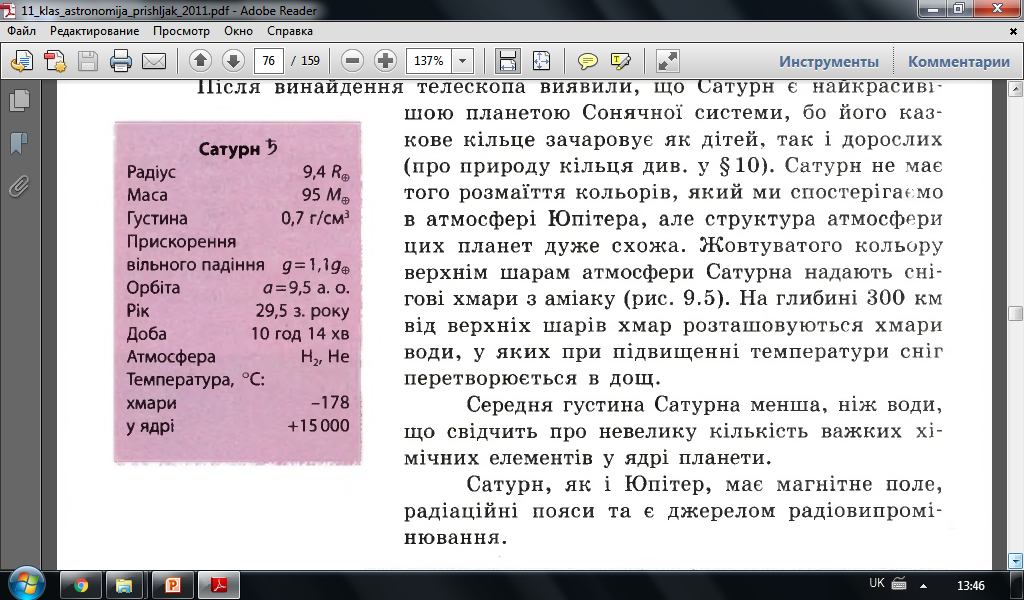 11_klas_astronomija_prishljak_2011.pdf - Adobe Reader
Файл Редактирование Просмотр Окно Справка
76 / 159 137% Инструменты Комментарии
Після винайдення телескопа виявили, що Сатурн є найкрасиві-
шою планетою Сонячної системи, бо його каз-
кове кільце зачаровує як дітей, так і дорослих
(про природу кільця див. у § 10). Сатурн не має
того розмаїття кольорів, який ми спостерігаємо
в атмосфері Юпітера, але структура атмосфери
цих планет дуже схожа. Жовтуватого кольору
верхнім шарам атмосфери Сатурна надають сні-
гові хмари з аміаку (рис. 9.5). На глибині 300 км
від верхніх шарів хмар розташовуються хмари
води, у яких при підвищенні температури сніг
перетворюється в дощ.
Середня густина Сатурна менша, ніж води,
що свідчить про невелику кількість важких хі-
мічних елементів у ядрі планети.
Сатурн, як і Юпітер, має магнітне поле,
радіаційні пояси та є джерелом радіовипромі-
нювання.
Сатурн ♄
Радіус 9,4 R⊕
Маса 95 M⊕
Густина 0,7 г/см³
Прискорення
вільного падіння g=1,1g⊕
Орбіта a=9,5 а. о.
Рік 29,5 з. року
Доба 10 год 14 хв
Атмосфера H₂, He
Температура, °C:
хмари –178
у ядрі +15 000
UK 13:46